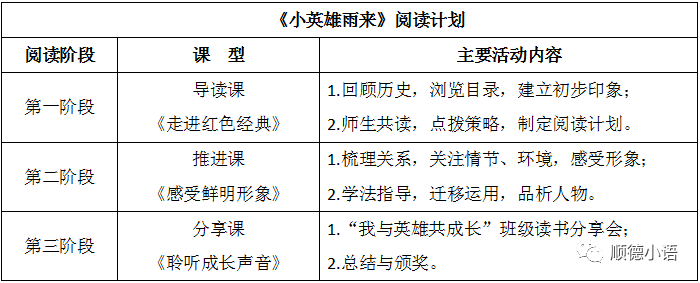 《小英雄雨来》阅读计划
阅读阶段 课 型 主要活动内容
第一阶段
导读课
《走进红色经典》
1.回顾历史，浏览目录，建立初步印象；
2.师生共读，点拨策略，制定阅读计划。
第二阶段
推进课
《感受鲜明形象》
1.梳理关系，关注情节、环境，感受形象；
2.学法指导，迁移运用，品析人物。
第三阶段
分享课
《聆听成长声音》
1.“我与英雄共成长”班级读书分享会；
2.总结与颁奖。
顺德小语